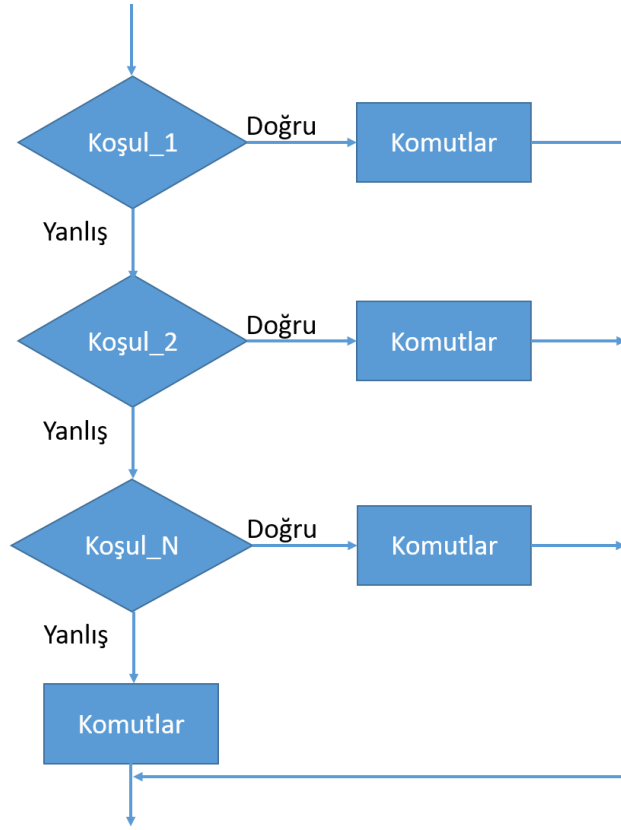 Koşul_1
Doğru
Komutlar
Yanlış
Koşul_2
Doğru
Komutlar
Yanlış
Koşul_N
Doğru
Komutlar
Yanlış
Komutlar